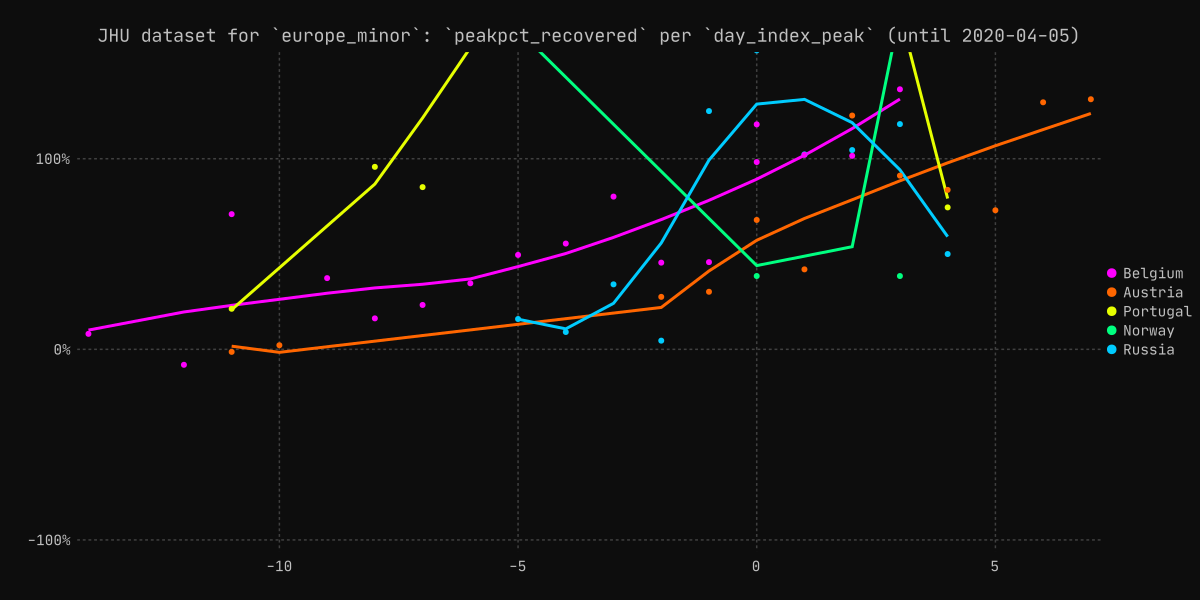 JHU dataset for `europe_minor`: `peakpct_recovered` per `day_index_peak` (until 2020-04-05)
100%
0%
-100%
-10
-5
0
5
Belgium
Austria
Portugal
Norway
Russia